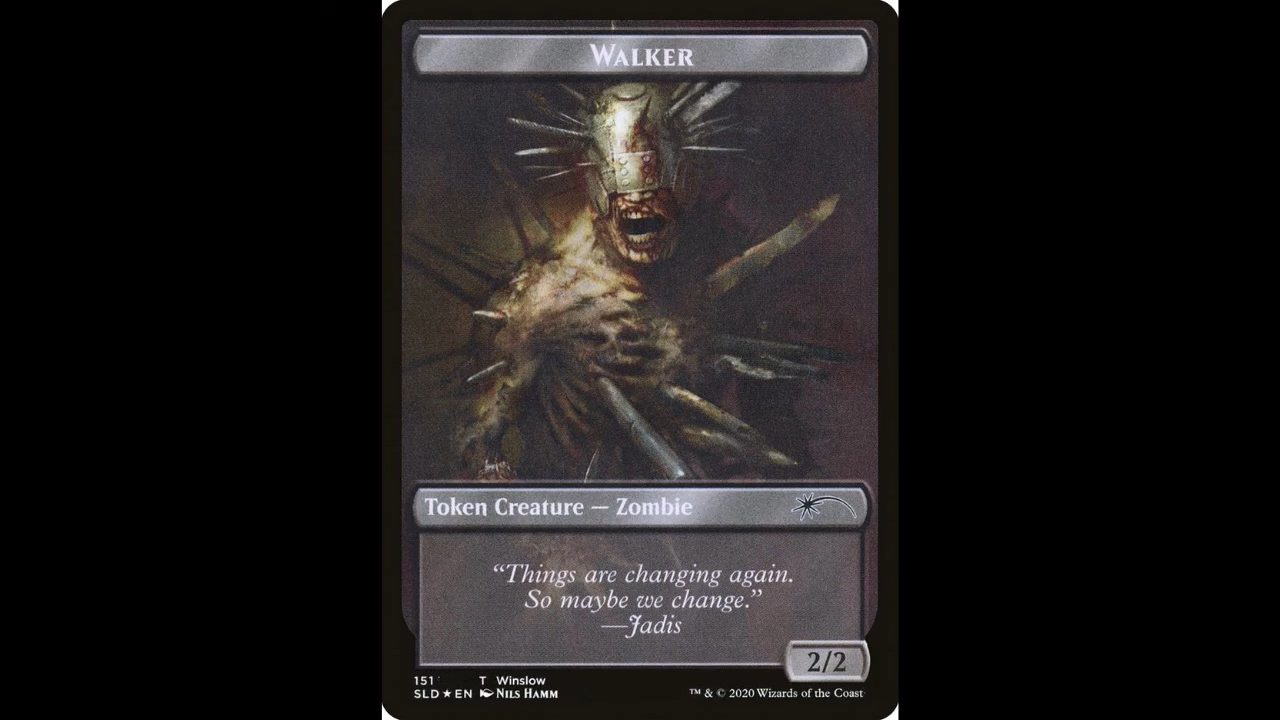 WALKER
Token Creature — Zombie
“Things are changing again.
So maybe we change.”
—Jadis
2/2
151 T Winslow
SLD ★ EN NILS HAMM
™ & © 2020 Wizards of the Coast